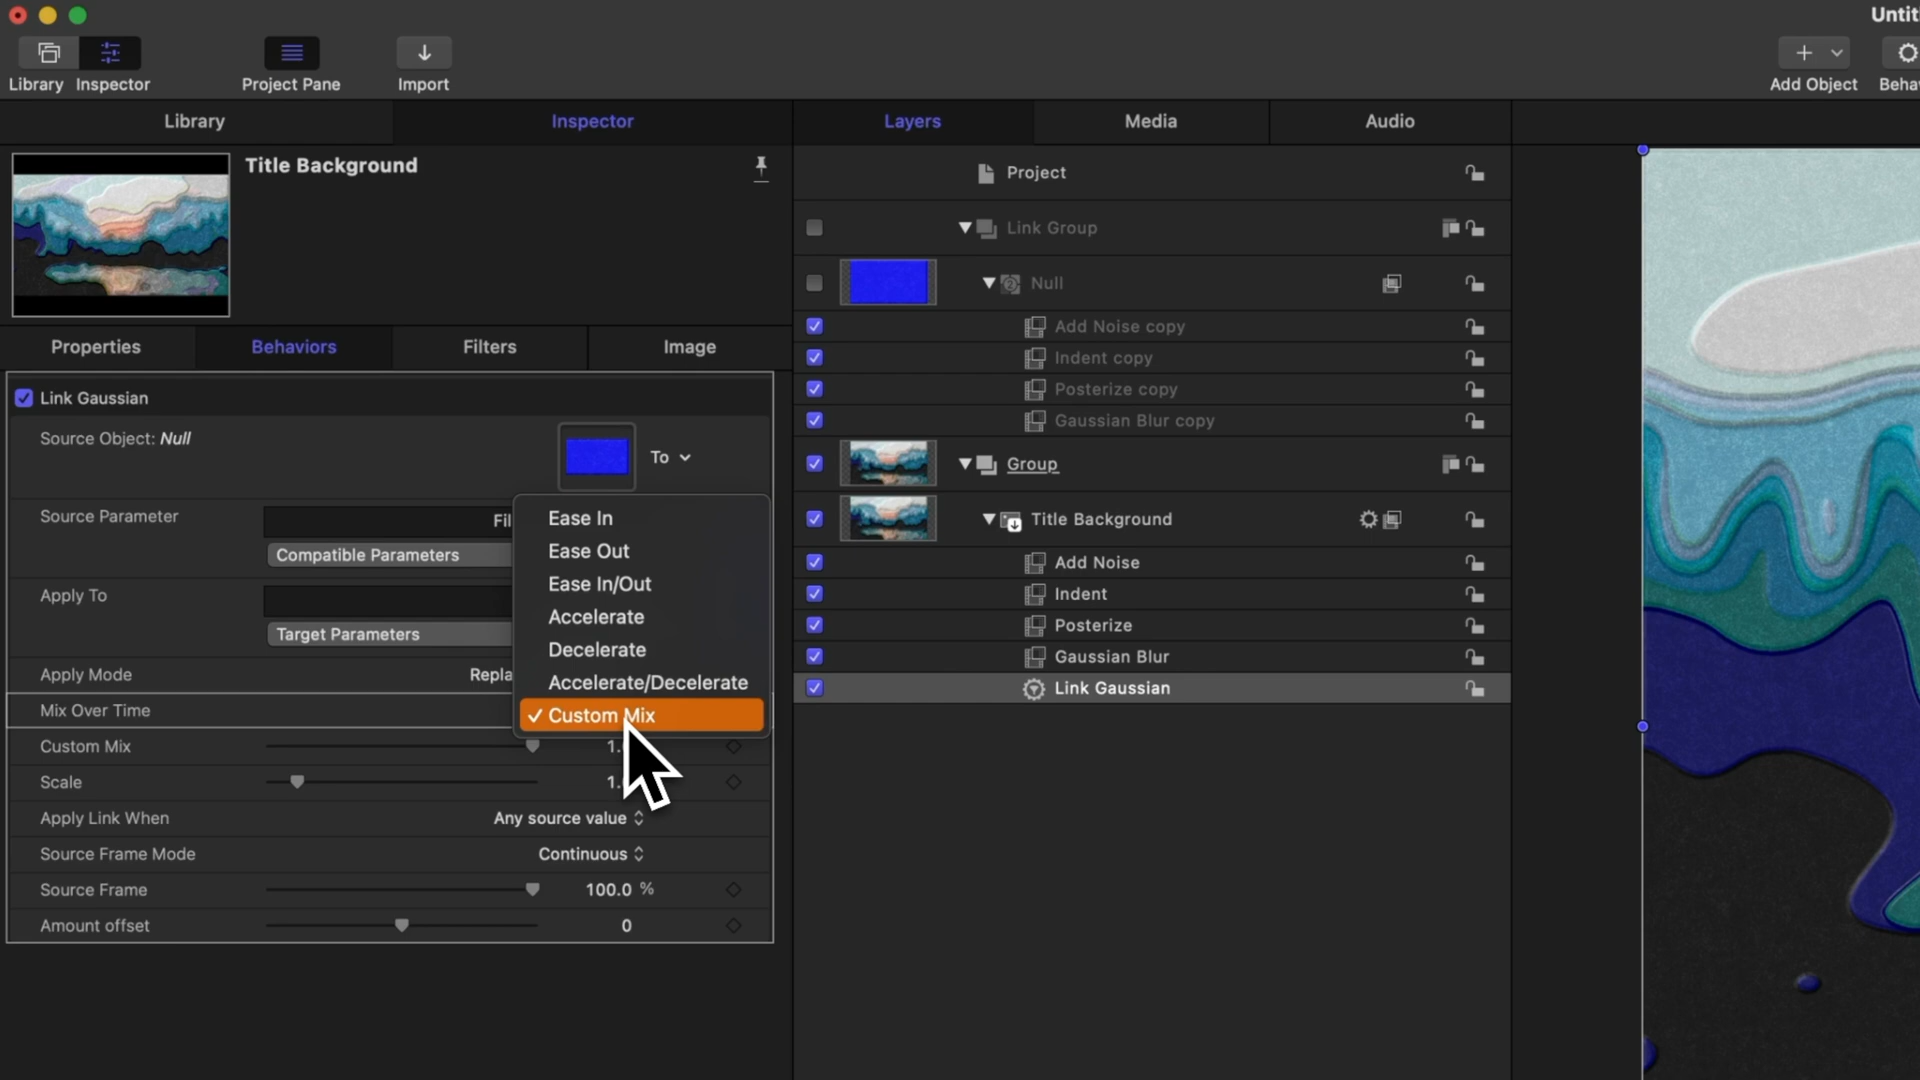 Untit
Library
Inspector
Project Pane
Import
Add Object
Behav
Library
Inspector
Layers
Media
Audio
Title Background
Properties
Behaviors
Filters
Image
Link Gaussian
Source Object: Null
To
Source Parameter
Fil
Compatible Parameters
Apply To
Target Parameters
Apply Mode
Repla
Mix Over Time
Custom Mix
1.
Scale
1.
Apply Link When
Any source value
Source Frame Mode
Continuous
Source Frame
100.0 %
Amount offset
0
Ease In
Ease Out
Ease In/Out
Accelerate
Decelerate
Accelerate/Decelerate
✓ Custom Mix
Project
Link Group
Null
Add Noise copy
Indent copy
Posterize copy
Gaussian Blur copy
Group
Title Background
Add Noise
Indent
Posterize
Gaussian Blur
Link Gaussian